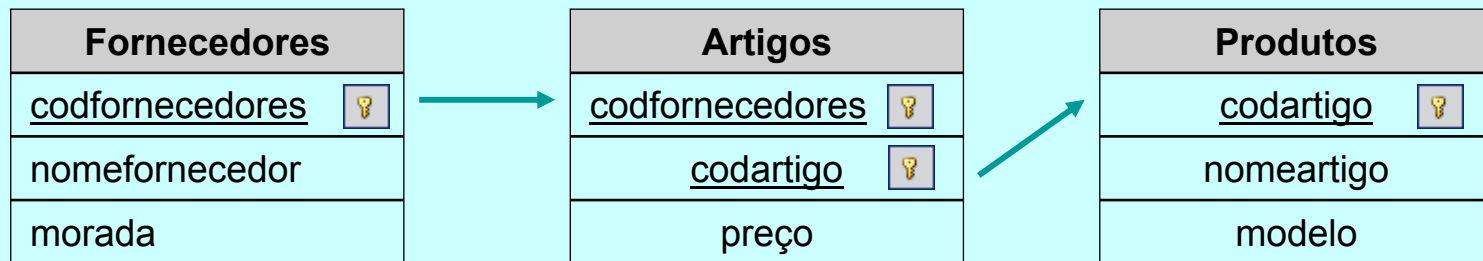 Fornecedores
codfornecedores
nomefornecedor
morada
Artigos
codfornecedores
codartigo
preço
Produtos
codartigo
nomeartigo
modelo